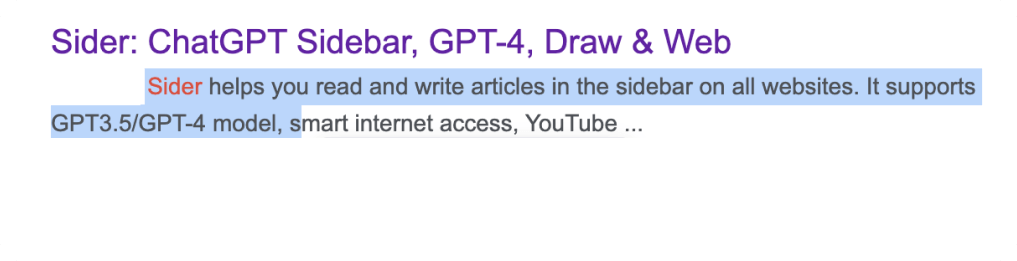 Sider: ChatGPT Sidebar, GPT-4, Draw & Web
Sider helps you read and write articles in the sidebar on all websites. It supports
GPT3.5/GPT-4 model, smart internet access, YouTube ...